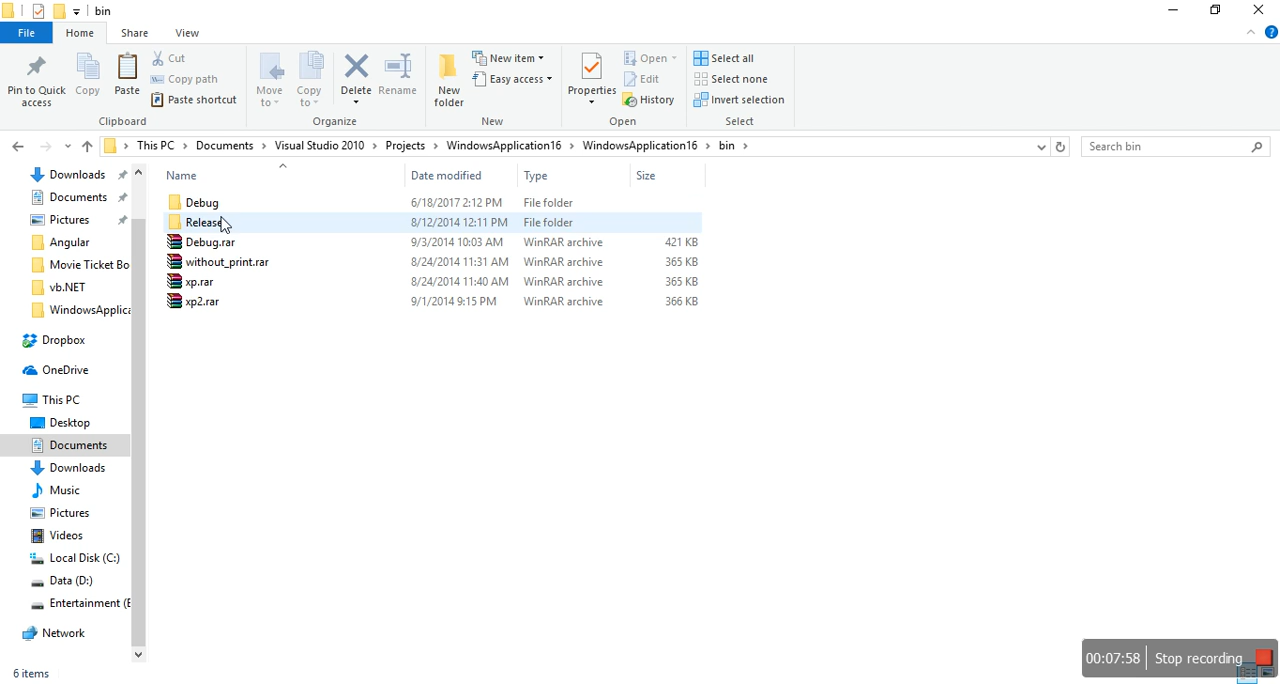 bin
File Home Share View
Pin to Quick access
Copy
Paste
Cut
Copy path
Paste shortcut
Clipboard
Move to
Copy to
Delete
Rename
Organize
New folder
New item
Easy access
New
Properties
Open
Edit
History
Open
Select all
Select none
Invert selection
Select
This PC › Documents › Visual Studio 2010 › Projects › WindowsApplication16 › WindowsApplication16 › bin ›
Search bin
Downloads
Documents
Pictures
Angular
Movie Ticket Bo
vb.NET
WindowsApplica
Dropbox
OneDrive
This PC
Desktop
Documents
Downloads
Music
Pictures
Videos
Local Disk (C:)
Data (D:)
Entertainment (E
Network
Name Date modified Type Size
Debug 6/18/2017 2:12 PM File folder
Release 8/12/2014 12:11 PM File folder
Debug.rar 9/3/2014 10:03 AM WinRAR archive 421 KB
without_print.rar 8/24/2014 11:31 AM WinRAR archive 365 KB
xp.rar 8/24/2014 11:40 AM WinRAR archive 365 KB
xp2.rar 9/1/2014 9:15 PM WinRAR archive 366 KB
6 items
00:07:58 Stop recording